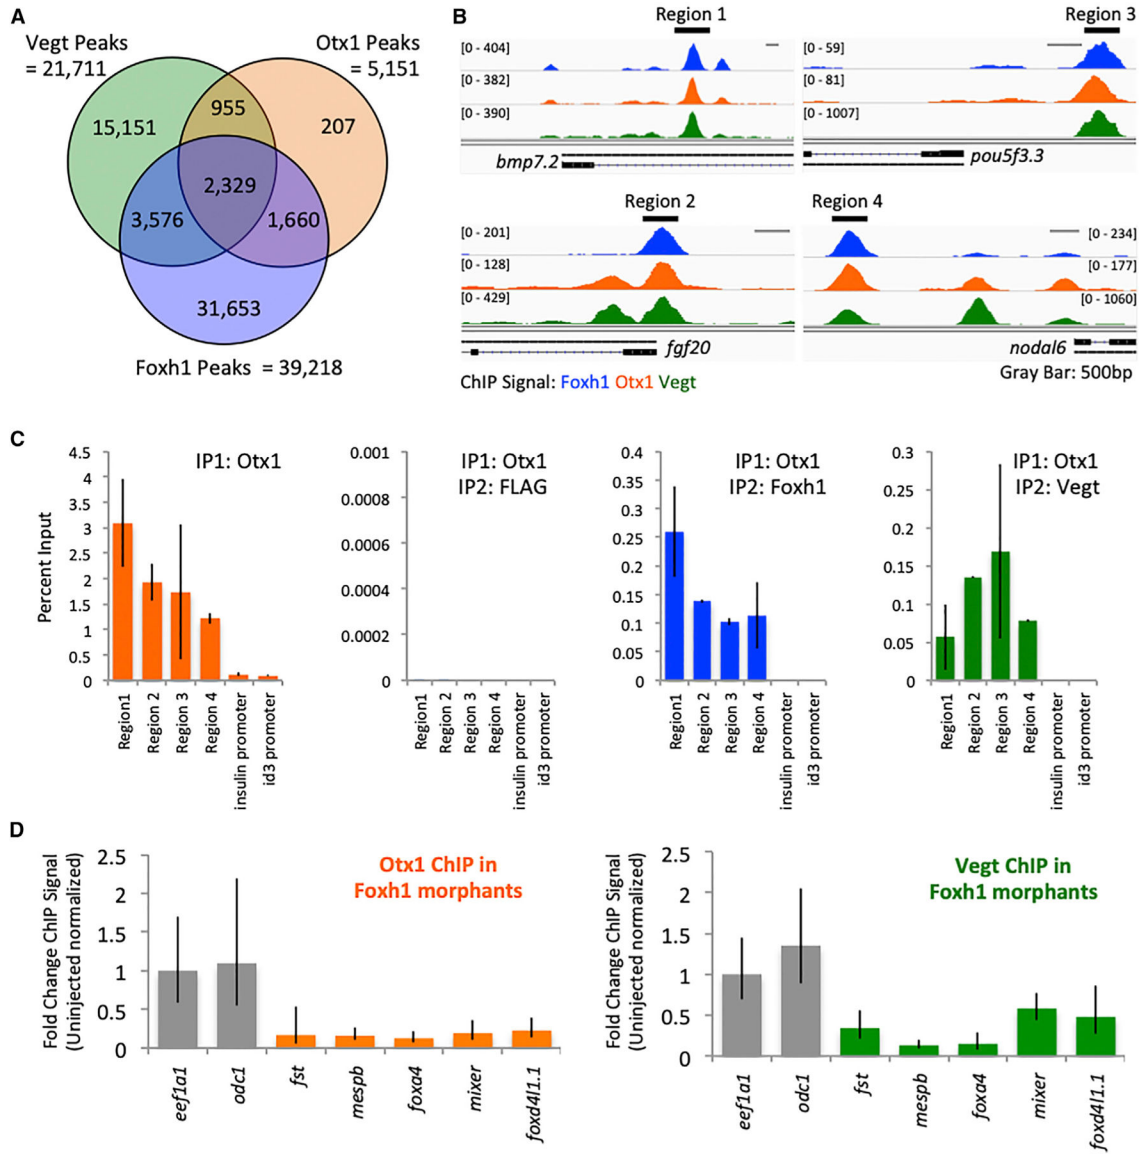 A
Vegt Peaks
= 21,711
Otx1 Peaks
= 5,151
955
15,151
207
2,329
3,576
1,660
31,653
Foxh1 Peaks = 39,218
B
Region 1
[0 - 404]
[0 - 382]
[0 - 390]
bmp7.2
Region 3
[0 - 59]
[0 - 81]
[0 - 1007]
pou5f3.3
Region 2
[0 - 201]
[0 - 128]
[0 - 429]
fgf20
Region 4
[0 - 234]
[0 - 177]
[0 - 1060]
nodal6
ChIP Signal: Foxh1 Otx1 Vegt
Gray Bar: 500bp
C
Percent Input
4.5
4
3.5
3
2.5
2
1.5
1
0.5
0
IP1: Otx1
Region1
Region 2
Region 3
Region 4
insulin promoter
id3 promoter
0.001
0.0008
0.0006
0.0004
0.0002
0
IP1: Otx1
IP2: FLAG
Region1
Region 2
Region 3
Region 4
insulin promoter
id3 promoter
0.4
0.35
0.3
0.25
0.2
0.15
0.1
0.05
0
IP1: Otx1
IP2: Foxh1
Region1
Region 2
Region 3
Region 4
insulin promoter
id3 promoter
0.3
0.25
0.2
0.15
0.1
0.05
0
IP1: Otx1
IP2: Vegt
Region1
Region 2
Region 3
Region 4
insulin promoter
id3 promoter
D
Fold Change ChIP Signal
(Uninjected normalized)
2.5
2
1.5
1
0.5
0
Otx1 ChIP in
Foxh1 morphants
eef1a1
odc1
fst
mespb
foxa4
mixer
foxd4l1.1
Fold Change ChIP Signal
(Uninjected normalized)
2.5
2
1.5
1
0.5
0
Vegt ChIP in
Foxh1 morphants
eef1a1
odc1
fst
mespb
foxa4
mixer
foxd4l1.1